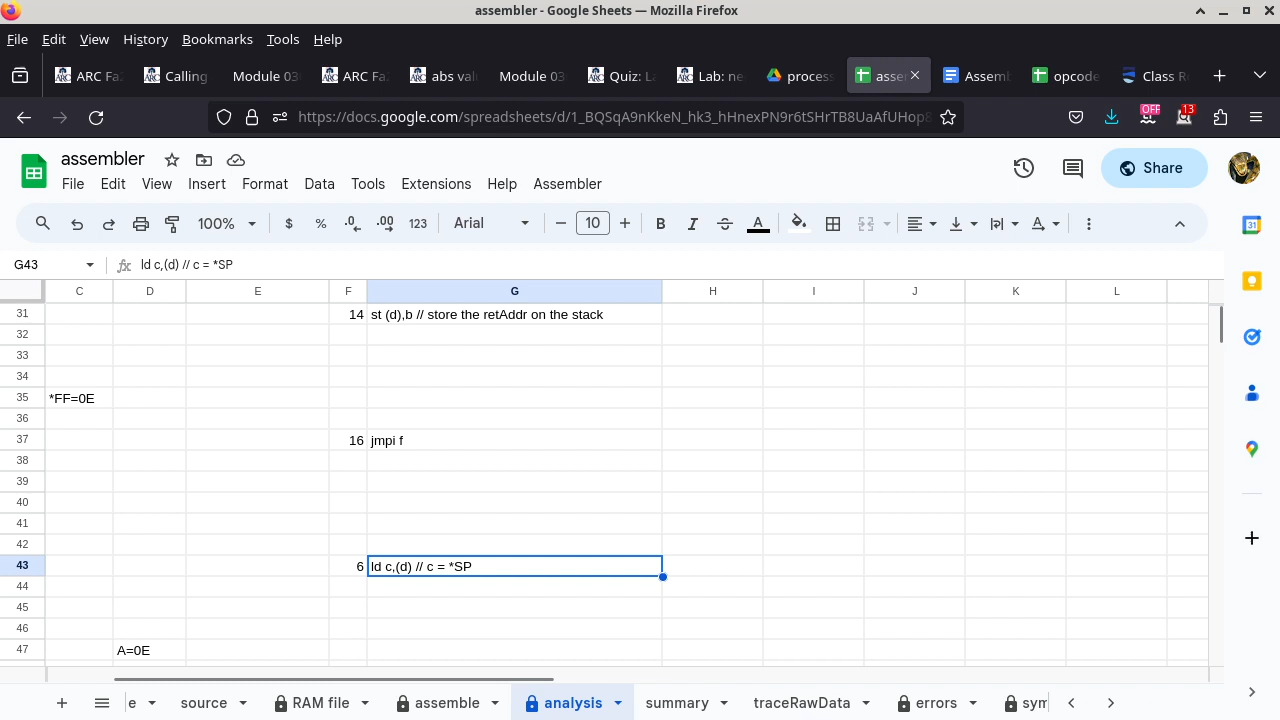 assembler - Google Sheets — Mozilla Firefox
File Edit View History Bookmarks Tools Help
ARC Fa Calling Module 03 ARC Fa abs val Module 03 Quiz: L Lab: ne process asse Assemb opcode Class R
https://docs.google.com/spreadsheets/d/1_BQSqA9nKkeN_hk3_hHnexPN9r6tSHrTB8UaAfUHop8
OFF 13
assembler
File Edit View Insert Format Data Tools Extensions Help Assembler
Share
100% $ % .0 .00 123 Arial 10 B I S A
31
G43 fx ld c,(d) // c = *SP
C D E F G H I J K L
31 14 st (d),b // store the retAddr on the stack
32
33
34
35 *FF=0E
36
37 16 jmpi f
38
39
40
41
42
43 6 ld c,(d) // c = *SP
44
45
46
47 A=0E
e source RAM file assemble analysis summary traceRawData errors sym